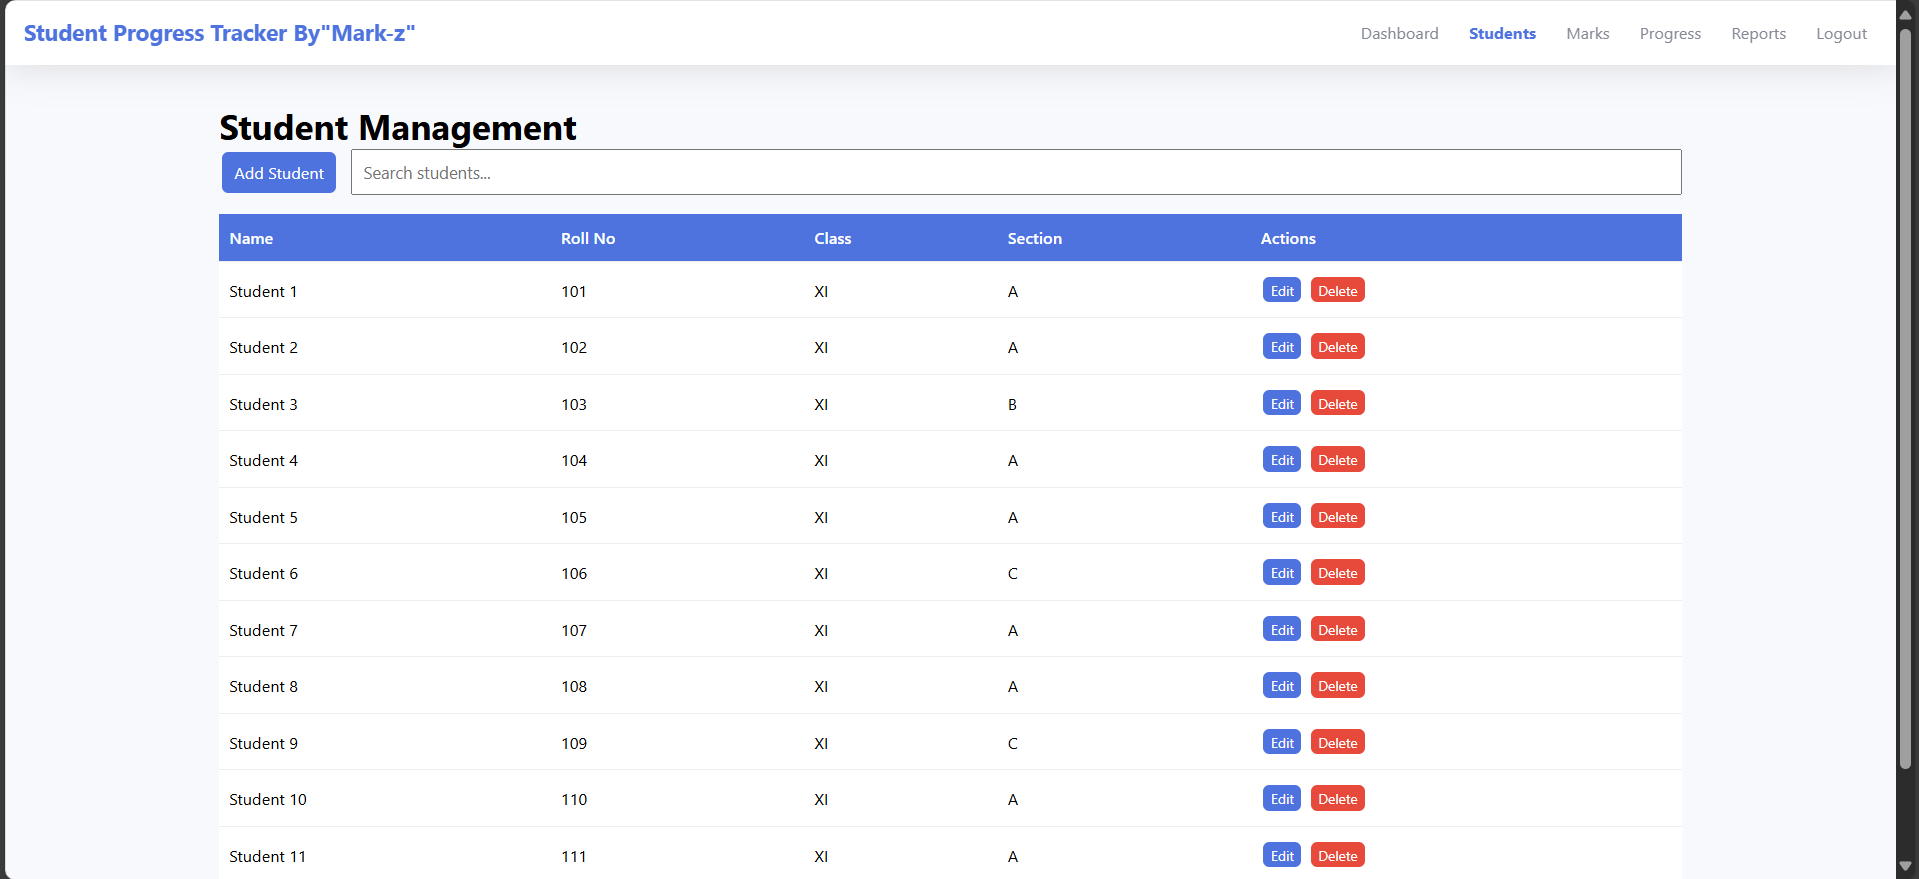 Student Progress Tracker By"Mark-z" Dashboard Students Marks Progress Reports Logout
Student Management
Add Student Search students...
Name Roll No Class Section Actions
Student 1 101 XI A Edit Delete
Student 2 102 XI A Edit Delete
Student 3 103 XI B Edit Delete
Student 4 104 XI A Edit Delete
Student 5 105 XI A Edit Delete
Student 6 106 XI C Edit Delete
Student 7 107 XI A Edit Delete
Student 8 108 XI A Edit Delete
Student 9 109 XI C Edit Delete
Student 10 110 XI A Edit Delete
Student 11 111 XI A Edit Delete